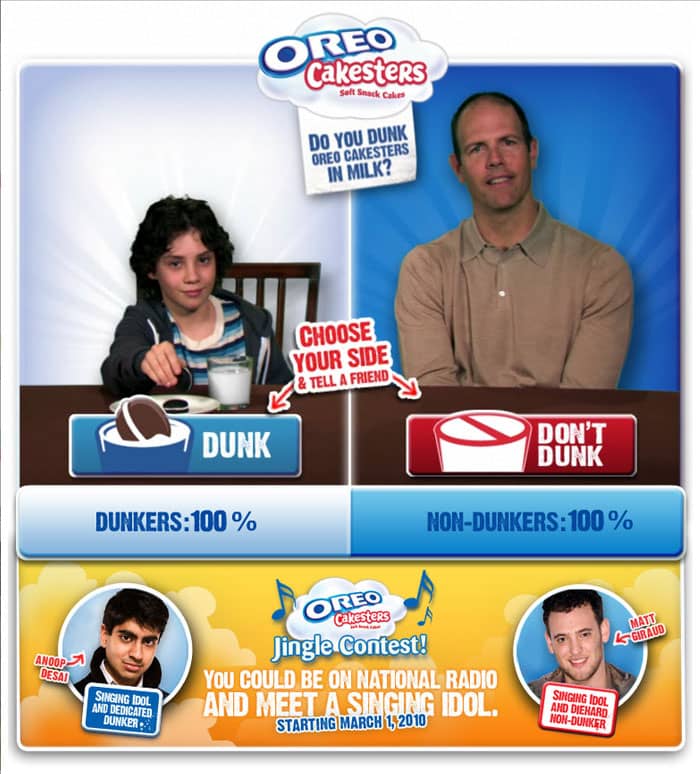 OREO
CAKESTERS
Soft Snack Cakes
DO YOU DUNK
OREO CAKESTERS
IN MILK?
CHOOSE
YOUR SIDE
& TELL A FRIEND
DUNK
DON'T
DUNK
DUNKERS:100 %
NON-DUNKERS:100 %
OREO
CAKESTERS
Soft Snack Cakes
Jingle Contest!
YOU COULD BE ON NATIONAL RADIO
AND MEET A SINGING IDOL.
STARTING MARCH 1, 2010
ANOOP
DESAI
SINGING IDOL
AND DEDICATED
DUNKER
MATT
GIRAUD
SINGING IDOL
AND DIEHARD
NON-DUNKER